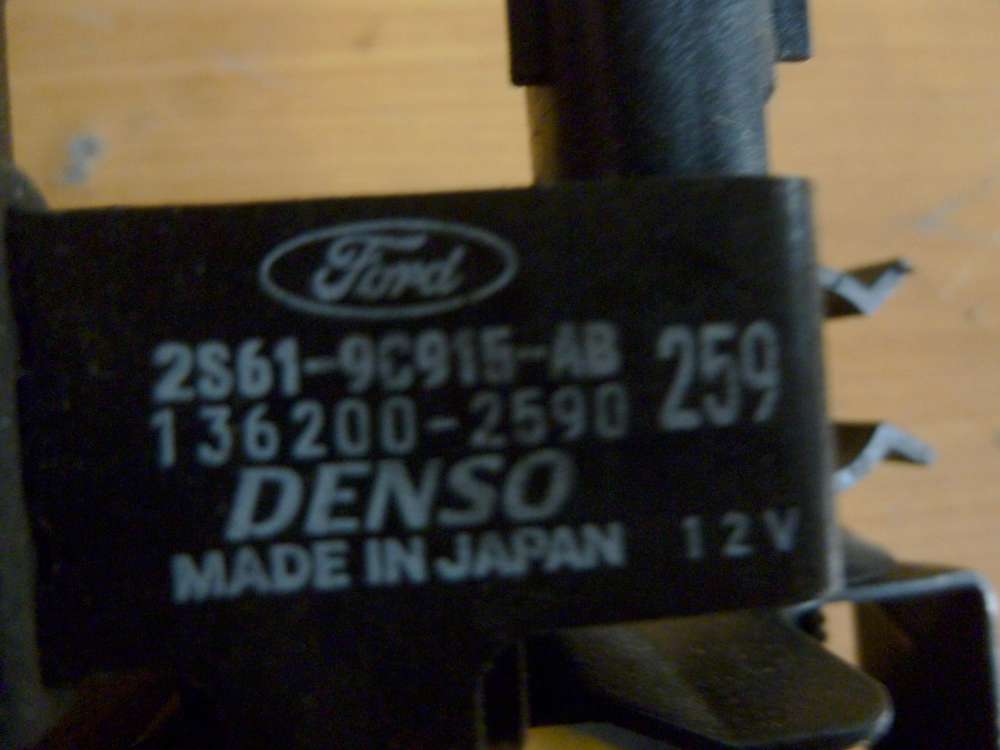 Ford
2S61-9C915-AB 259
136200-2590
DENSO
MADE IN JAPAN 12V